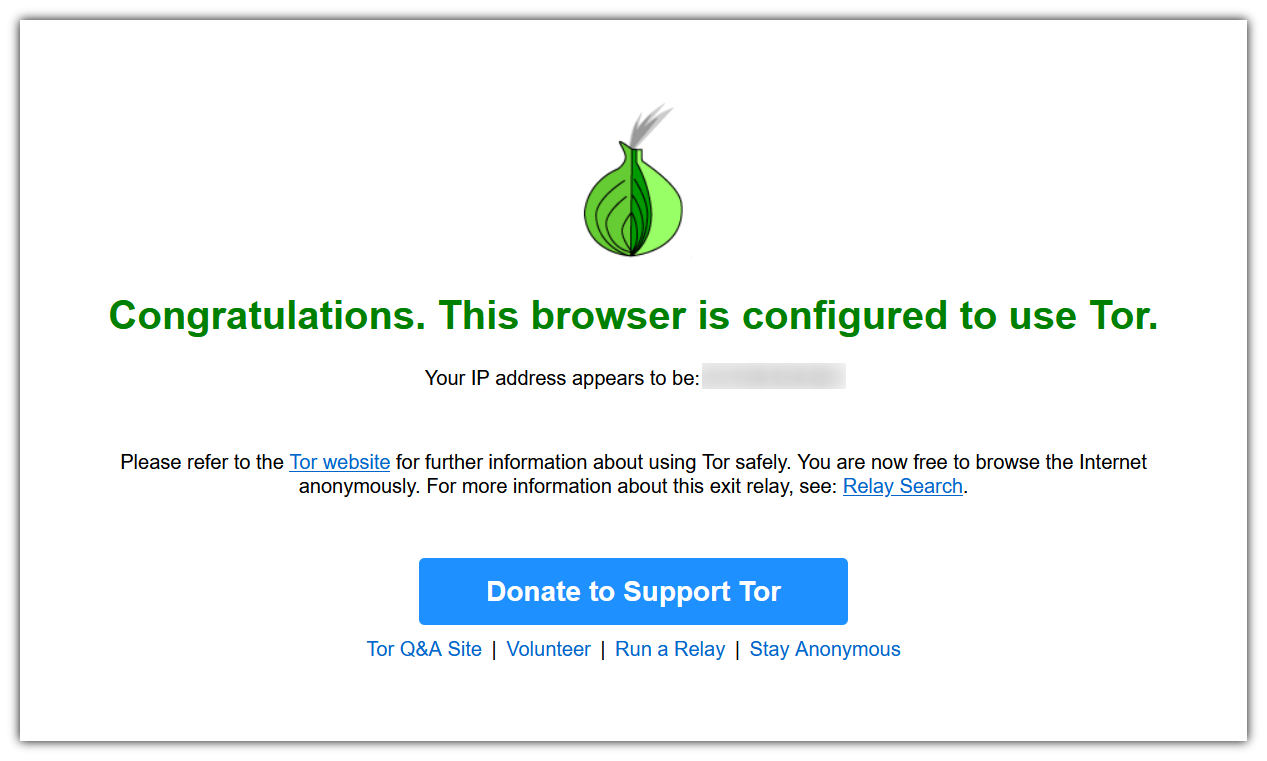 Congratulations. This browser is configured to use Tor.
Your IP address appears to be:
Please refer to the Tor website for further information about using Tor safely. You are now free to browse the Internet
anonymously. For more information about this exit relay, see: Relay Search.
Donate to Support Tor
Tor Q&A Site | Volunteer | Run a Relay | Stay Anonymous